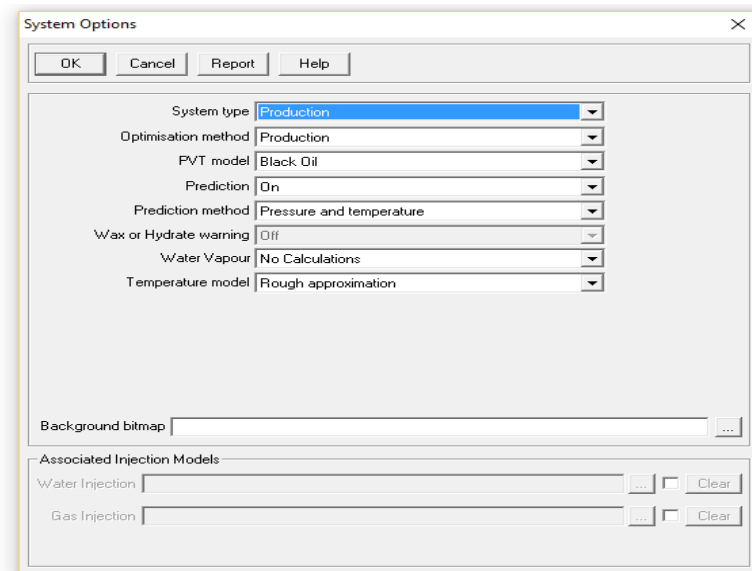 System Options
OK Cancel Report Help
System type Production
Optimisation method Production
PVT model Black Oil
Prediction On
Prediction method Pressure and temperature
Wax or Hydrate warning Off
Water Vapour No Calculations
Temperature model Rough approximation
Background bitmap ...
Associated Injection Models
Water Injection ... Clear
Gas Injection ... Clear